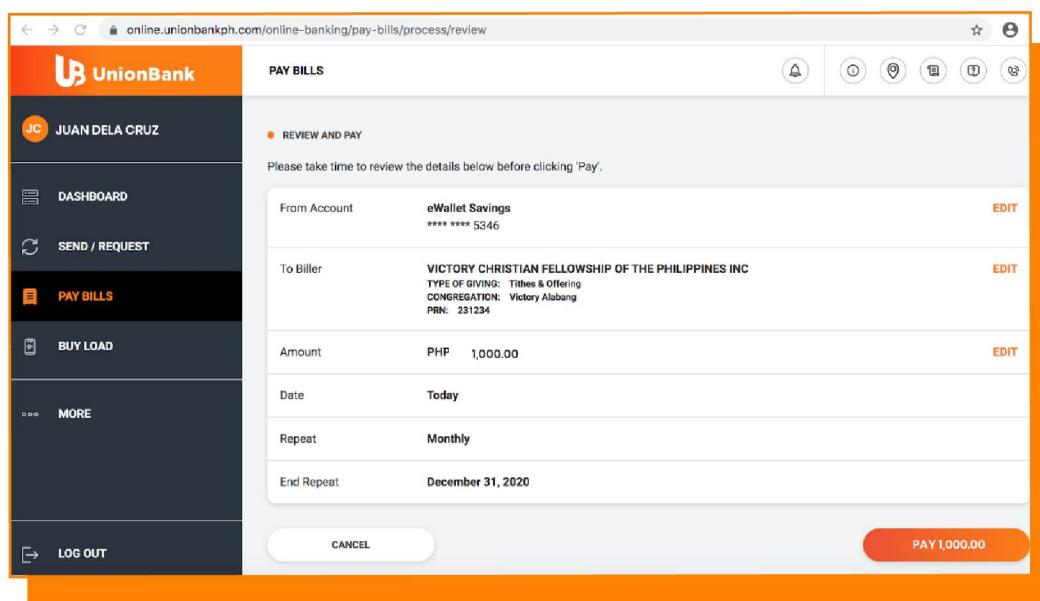 online.unionbankph.com/online-banking/pay-bills/process/review
UB UnionBank
PAY BILLS
JC JUAN DELA CRUZ
DASHBOARD
SEND / REQUEST
PAY BILLS
BUY LOAD
MORE
LOG OUT
REVIEW AND PAY
Please take time to review the details below before clicking 'Pay'.
From Account eWallet Savings EDIT
**** **** 5346
To Biller VICTORY CHRISTIAN FELLOWSHIP OF THE PHILIPPINES INC EDIT
TYPE OF GIVING: Tithes & Offering
CONGREGATION: Victory Alabang
PRN: 231234
Amount PHP 1,000.00 EDIT
Date Today
Repeat Monthly
End Repeat December 31, 2020
CANCEL PAY 1,000.00